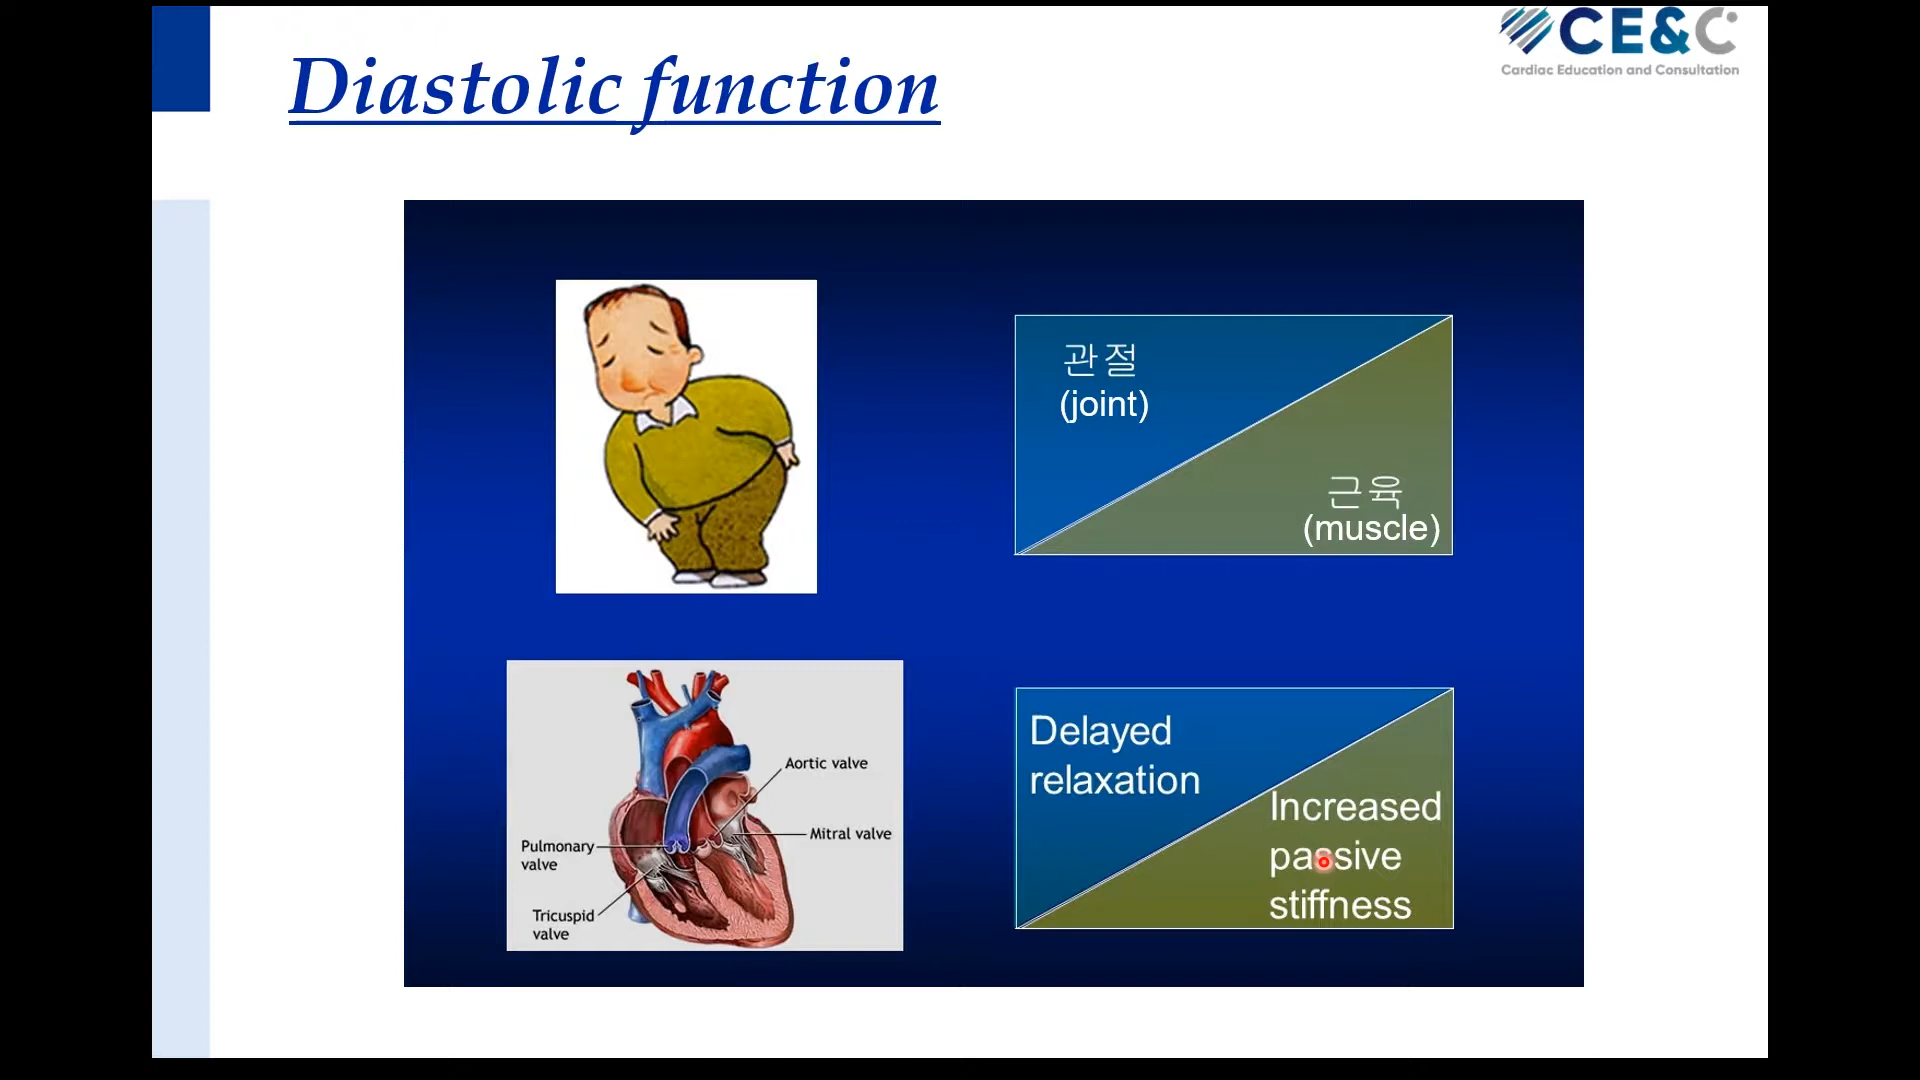 CE&C
Cardiac Education and Consultation
Diastolic function
관절
(joint)
근육
(muscle)
Aortic valve
Mitral valve
Pulmonary
valve
Tricuspid
valve
Delayed
relaxation
Increased
passive
stiffness